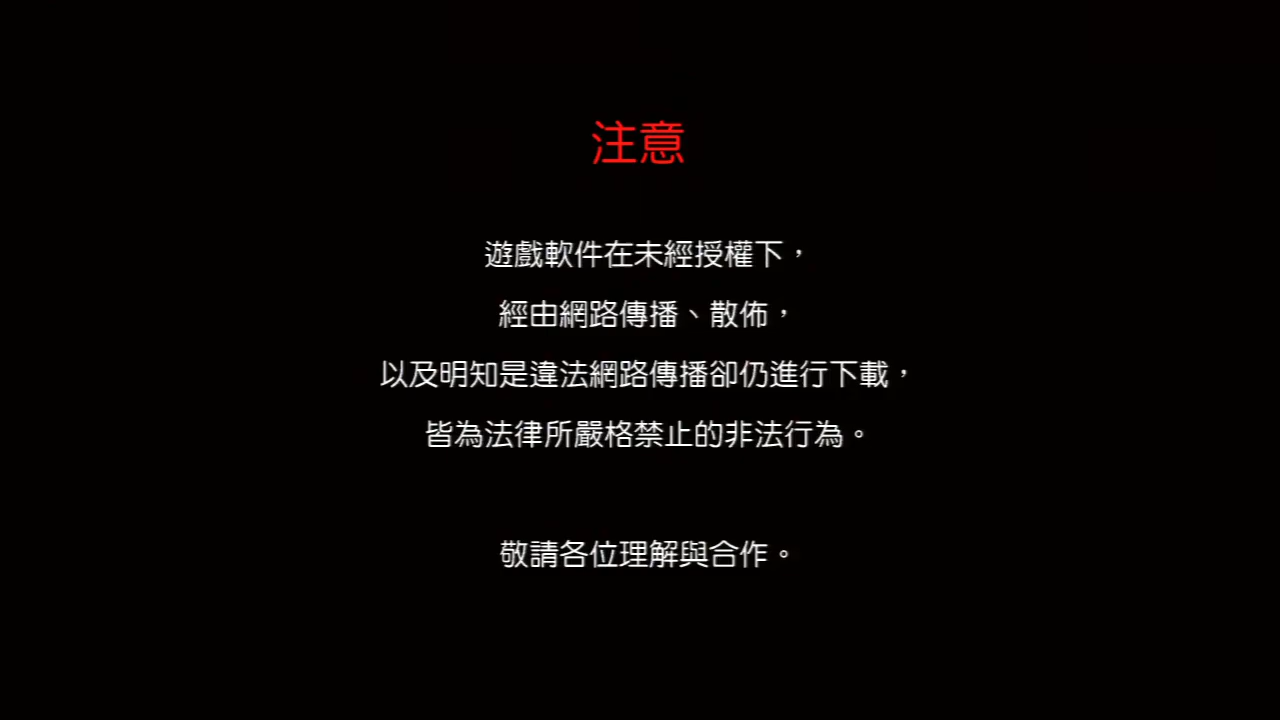 注意
遊戲軟件在未經授權下，
經由網路傳播、散佈，
以及明知是違法網路傳播卻仍進行下載，
皆為法律所嚴格禁止的非法行為。
敬請各位理解與合作。